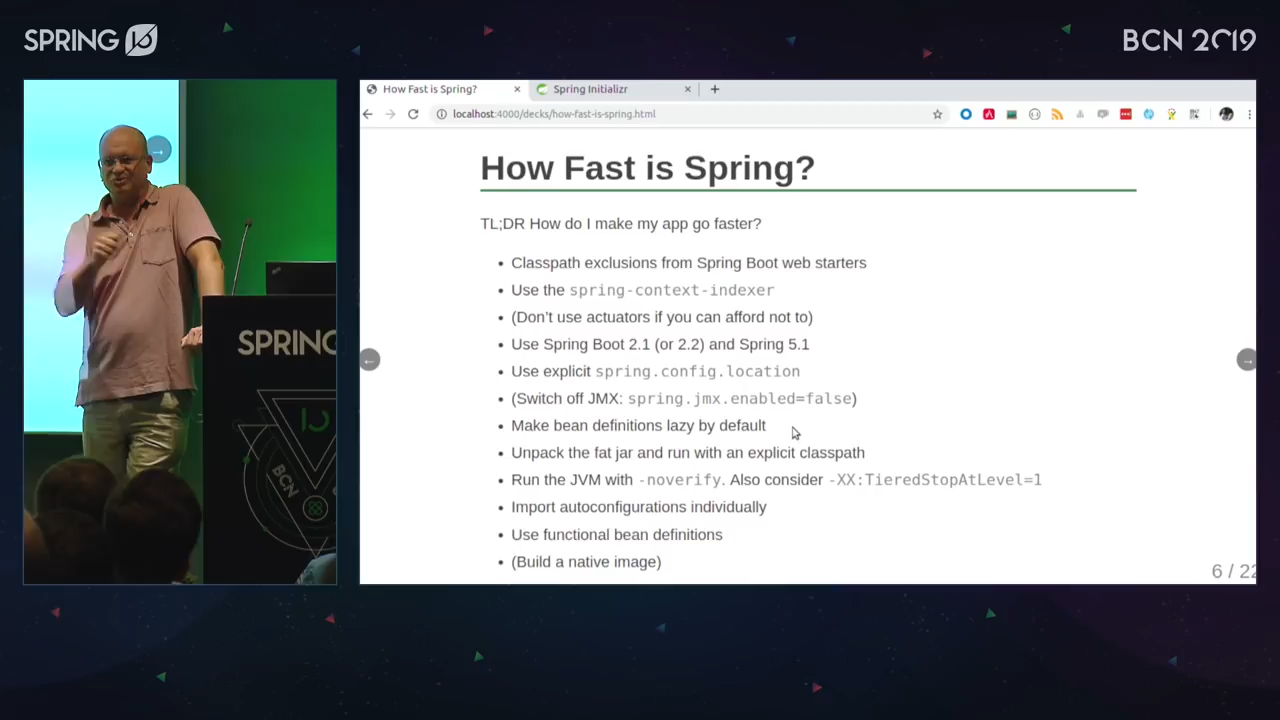 SPRING IO
BCN 2019
How Fast is Spring?
Spring Initializr
localhost:4000/decks/how-fast-is-spring.html
How Fast is Spring?
TL;DR How do I make my app go faster?
• Classpath exclusions from Spring Boot web starters
• Use the spring-context-indexer
• (Don't use actuators if you can afford not to)
• Use Spring Boot 2.1 (or 2.2) and Spring 5.1
• Use explicit spring.config.location
• (Switch off JMX: spring.jmx.enabled=false)
• Make bean definitions lazy by default
• Unpack the fat jar and run with an explicit classpath
• Run the JVM with -noverify. Also consider -XX:TieredStopAtLevel=1
• Import autoconfigurations individually
• Use functional bean definitions
• (Build a native image)
6 / 22
SPRING
IO
BCN